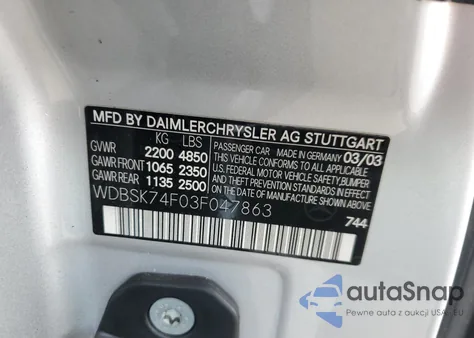 MFD BY DAIMLERCHRYSLER AG STUTTGART
KG LBS
GVWR 2200 4850
GAWR FRONT 1065 2350
GAWR REAR 1135 2500
PASSENGER CAR MADE IN GERMANY 03/03
THIS VEHICLE CONFORMS TO ALL APPLICABLE
U.S. FEDERAL MOTOR VEHICLE SAFETY, BUMPER
AND THEFT PREVENTION STANDARDS IN EFFECT
ON THE DATE OF MANUFACTURE SHOWN ABOVE.
WDBSK74F03F047863
744
autoSnap
Pewne auta z aukcji USA, EU